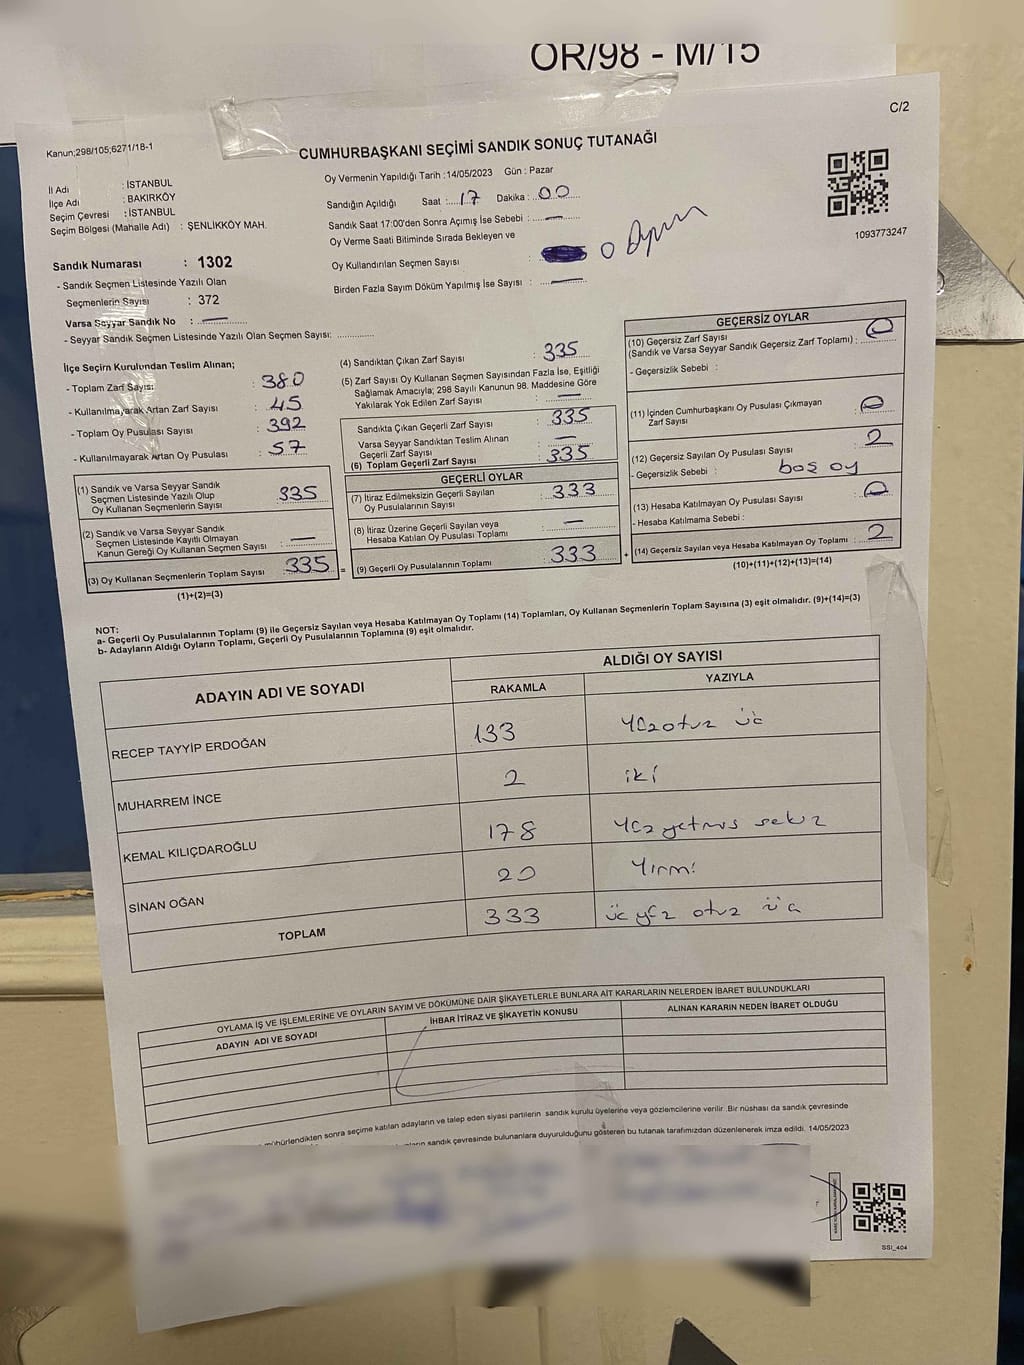 OR/98 - M/15
C/2
Kanun;298/105;6271/18-1
CUMHURBAŞKANI SEÇİMİ SANDIK SONUÇ TUTANAĞI
İl Adı : İSTANBUL
İlçe Adı : BAKIRKÖY
Seçim Çevresi : İSTANBUL
Seçim Bölgesi (Mahalle Adı) : ŞENLİKKÖY MAH.
Oy Vermenin Yapıldığı Tarih :14/05/2023 Gün : Pazar
Sandığın Açıldığı Saat : 17 Dakika : 00
Sandık Saat 17:00'den Sonra Açımış İse Sebebi : —
Oy Verme Saati Bitiminde Sırada Bekleyen ve
Oy Kullandırılan Seçmen Sayısı : 0
Birden Fazla Sayım Döküm Yapılmış İse Sayısı : —
1093773247
Sandık Numarası : 1302
- Sandık Seçmen Listesinde Yazılı Olan
Seçmenlerin Sayısı : 372
Varsa Seyyar Sandık No : —
- Seyyar Sandık Seçmen Listesinde Yazılı Olan Seçmen Sayısı: ............
İlçe Seçim Kurulundan Teslim Alınan;
- Toplam Zarf Sayısı : 380
- Kullanılmayarak Artan Zarf Sayısı : 45
- Toplam Oy Pusulası Sayısı : 392
- Kullanılmayarak Artan Oy Pusulası : 57
(1) Sandık ve Varsa Seyyar Sandık
Seçmen Listesinde Yazılı Olup
Oy Kullanan Seçmenlerin Sayısı : 335
(2) Sandık ve Varsa Seyyar Sandık
Seçmen Listesinde Kayıtlı Olmayan
Kanun Gereği Oy Kullanan Seçmen Sayısı : —
(3) Oy Kullanan Seçmenlerin Toplam Sayısı : 335
(1)+(2)=(3)
(4) Sandıktan Çıkan Zarf Sayısı : 335
(5) Zarf Sayısı Oy Kullanan Seçmen Sayısından Fazla İse, Eşitliği
Sağlamak Amacıyla; 298 Sayılı Kanunun 98. Maddesine Göre
Yakılarak Yok Edilen Zarf Sayısı : —
Sandıkta Çıkan Geçerli Zarf Sayısı : 335
Varsa Seyyar Sandıktan Teslim Alınan
Geçerli Zarf Sayısı : —
(6) Toplam Geçerli Zarf Sayısı : 335
GEÇERLİ OYLAR
(7) İtiraz Edilmeksizin Geçerli Sayılan
Oy Pusulalarının Sayısı : 333
(8) İtiraz Üzerine Geçerli Sayılan veya
Hesaba Katılan Oy Pusulası Toplamı : —
= (9) Geçerli Oy Pusulalarının Toplamı : 333 +
GEÇERSİZ OYLAR
(10) Geçersiz Zarf Sayısı
(Sandık ve Varsa Seyyar Sandık Geçersiz Zarf Toplamı) : 0
- Geçersizlik Sebebi :
(11) İçinden Cumhurbaşkanı Oy Pusulası Çıkmayan
Zarf Sayısı : 0
(12) Geçersiz Sayılan Oy Pusulası Sayısı : 2
- Geçersizlik Sebebi : boş oy
(13) Hesaba Katılmayan Oy Pusulası Sayısı : 0
- Hesaba Katılmama Sebebi :
(14) Geçersiz Sayılan veya Hesaba Katılmayan Oy Toplamı : 2
(10)+(11)+(12)+(13)=(14)
NOT:
a- Geçerli Oy Pusulalarının Toplamı (9) ile Geçersiz Sayılan veya Hesaba Katılmayan Oy Toplamı (14) Toplamları, Oy Kullanan Seçmenlerin Toplam Sayısına (3) eşit olmalıdır. (9)+(14)=(3)
b- Adayların Aldığı Oyların Toplamı, Geçerli Oy Pusulalarının Toplamına (9) eşit olmalıdır.
ADAYIN ADI VE SOYADI
ALDIĞI OY SAYISI
RAKAMLA YAZIYLA
RECEP TAYYİP ERDOĞAN 133 Yüzotuz üç
MUHARREM İNCE 2 iki
KEMAL KILIÇDAROĞLU 178 Yüzyetmiş sekiz
SİNAN OĞAN 20 Yirmi
TOPLAM 333 üç yüz otuz üç
OYLAMA İŞ VE İŞLEMLERİNE VE OYLARIN SAYIM VE DÖKÜMÜNE DAİR ŞİKAYETLERLE BUNLARA AİT KARARLARIN NELERDEN İBARET BULUNDUKLARI
ADAYIN ADI VE SOYADI İHBAR İTİRAZ VE ŞİKAYETİN KONUSU ALINAN KARARIN NEDEN İBARET OLDUĞU
mühürlendikten sonra seçime katılan adayların ve talep eden siyasi partilerin sandık kurulu üyelerine veya gözlemcilerine verilir. Bir nüshası da sandık çevresinde
sandık çevresinde bulunanlara duyurulduğunu gösteren bu tutanak tarafımızdan düzenlenerek imza edildi. 14/05/2023
SSİ_404